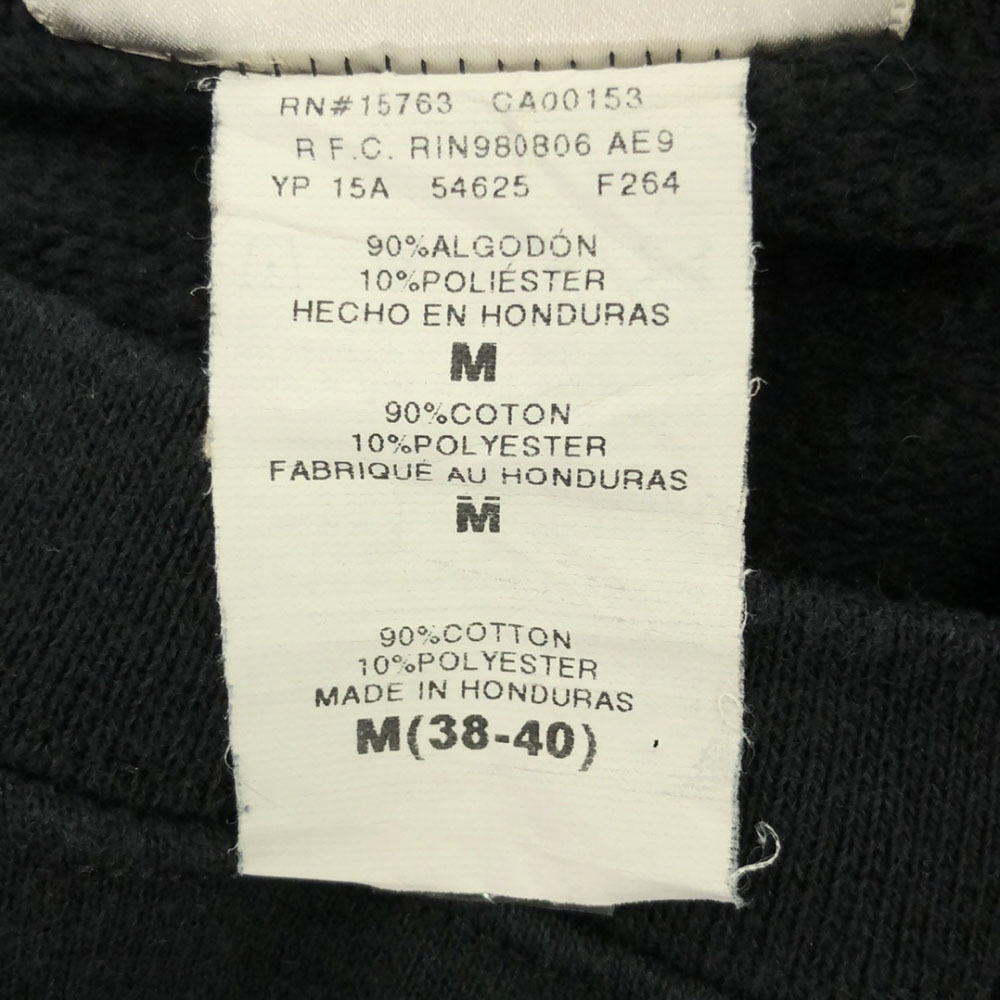 RN#15763 CA00153
R F.C. RIN980806 AE9
YP 15A 54625 F264
90%ALGODÓN
10%POLIÉSTER
HECHO EN HONDURAS
M
90%COTON
10%POLYESTER
FABRIQUÉ AU HONDURAS
M
90%COTTON
10%POLYESTER
MADE IN HONDURAS
M(38-40)